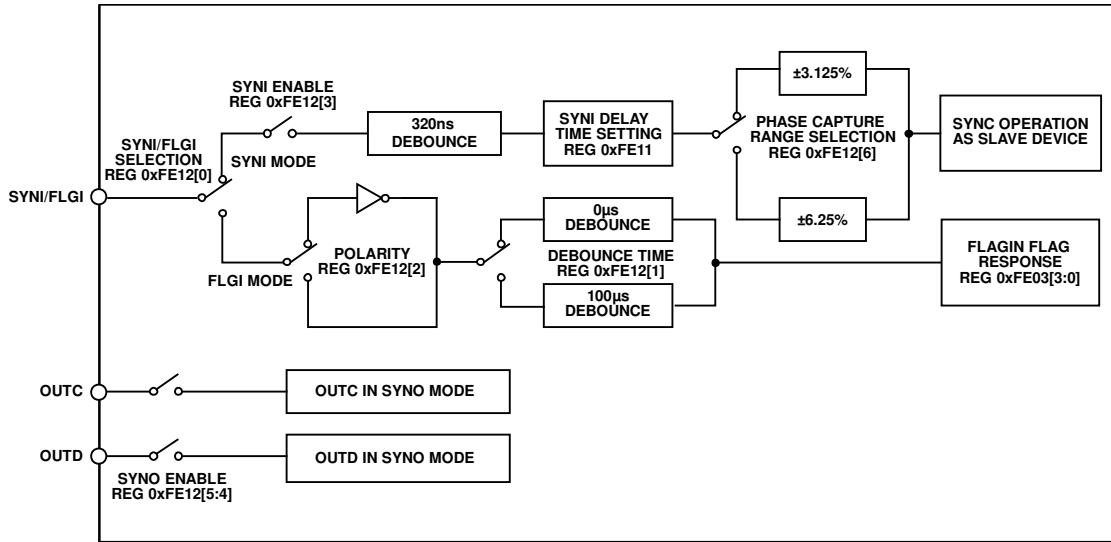 SYNI ENABLE
REG 0xFE12[3]
320ns
DEBOUNCE
SYNI DELAY
TIME SETTING
REG 0xFE11
±3.125%
PHASE CAPTURE
RANGE SELECTION
REG 0xFE12[6]
±6.25%
SYNC OPERATION
AS SLAVE DEVICE
SYNI/FLGI
SELECTION
REG 0xFE12[0]
SYNI MODE
SYNI/FLGI
FLGI MODE
POLARITY
REG 0xFE12[2]
0µs
DEBOUNCE
DEBOUNCE TIME
REG 0xFE12[1]
100µs
DEBOUNCE
FLAGIN FLAG
RESPONSE
REG 0xFE03[3:0]
OUTC
OUTC IN SYNO MODE
OUTD
OUTD IN SYNO MODE
SYNO ENABLE
REG 0xFE12[5:4]